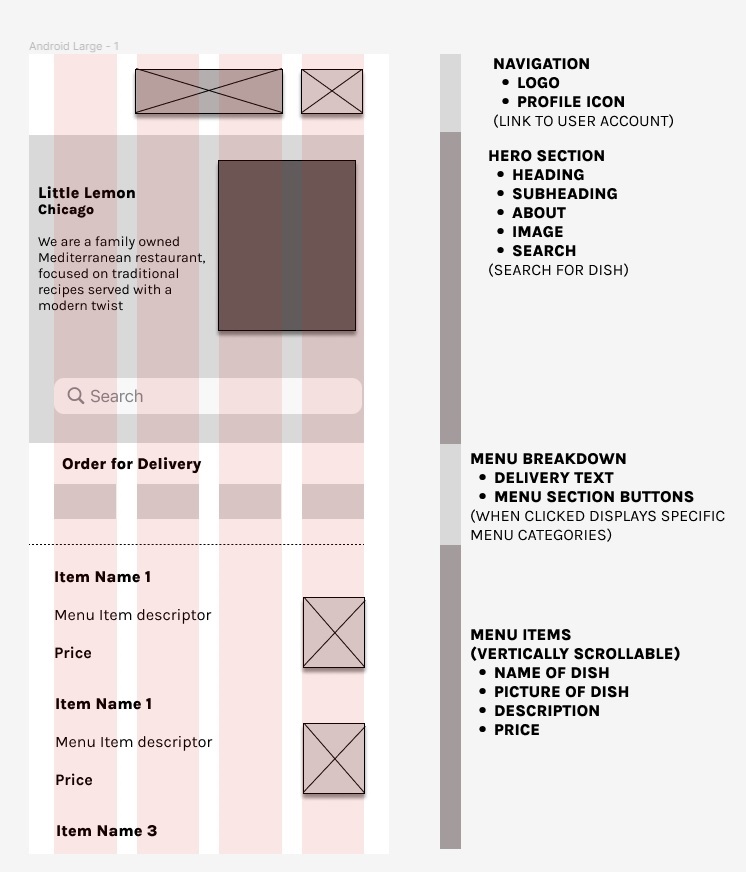 Android Large - 1
Little Lemon
Chicago
We are a family owned
Mediterranean restaurant,
focused on traditional
recipes served with a
modern twist
Search
Order for Delivery
Item Name 1
Menu Item descriptor
Price
Item Name 1
Menu Item descriptor
Price
Item Name 3
NAVIGATION
• LOGO
• PROFILE ICON
(LINK TO USER ACCOUNT)
HERO SECTION
• HEADING
• SUBHEADING
• ABOUT
• IMAGE
• SEARCH
(SEARCH FOR DISH)
MENU BREAKDOWN
• DELIVERY TEXT
• MENU SECTION BUTTONS
(WHEN CLICKED DISPLAYS SPECIFIC
MENU CATEGORIES)
MENU ITEMS
(VERTICALLY SCROLLABLE)
• NAME OF DISH
• PICTURE OF DISH
• DESCRIPTION
• PRICE